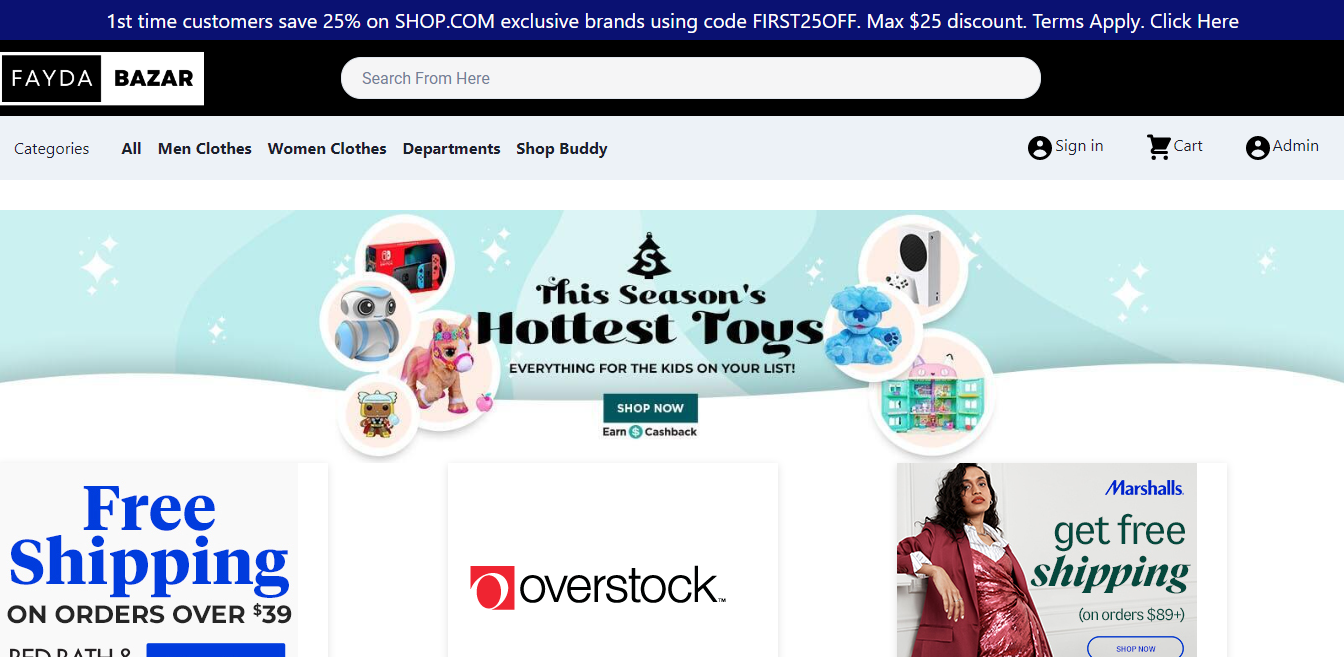 1st time customers save 25% on SHOP.COM exclusive brands using code FIRST25OFF. Max $25 discount. Terms Apply. Click Here
FAYDA BAZAR
Search From Here
Categories All Men Clothes Women Clothes Departments Shop Buddy Sign in Cart Admin
S
This Season's
Hottest Toys
EVERYTHING FOR THE KIDS ON YOUR LIST!
SHOP NOW
Earn $ Cashback
Free
Shipping
ON ORDERS OVER $39
BED BATH &
overstock™
Marshalls.
get free
shipping
(on orders $89+)
SHOP NOW